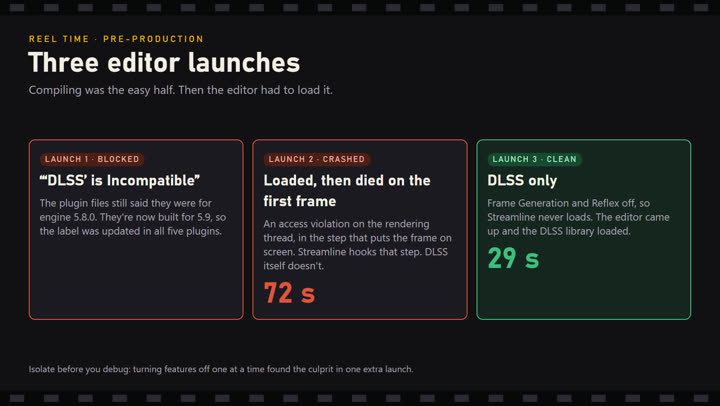 REEL TIME · PRE-PRODUCTION
Three editor launches
Compiling was the easy half. Then the editor had to load it.
LAUNCH 1 · BLOCKED
“‘DLSS’ is Incompatible”
The plugin files still said they were for
engine 5.8.0. They're now built for 5.9, so
the label was updated in all five plugins.
LAUNCH 2 · CRASHED
Loaded, then died on the
first frame
An access violation on the rendering
thread, in the step that puts the frame on
screen. Streamline hooks that step. DLSS
itself doesn't.
72 s
LAUNCH 3 · CLEAN
DLSS only
Frame Generation and Reflex off, so
Streamline never loads. The editor came
up and the DLSS library loaded.
29 s
Isolate before you debug: turning features off one at a time found the culprit in one extra launch.